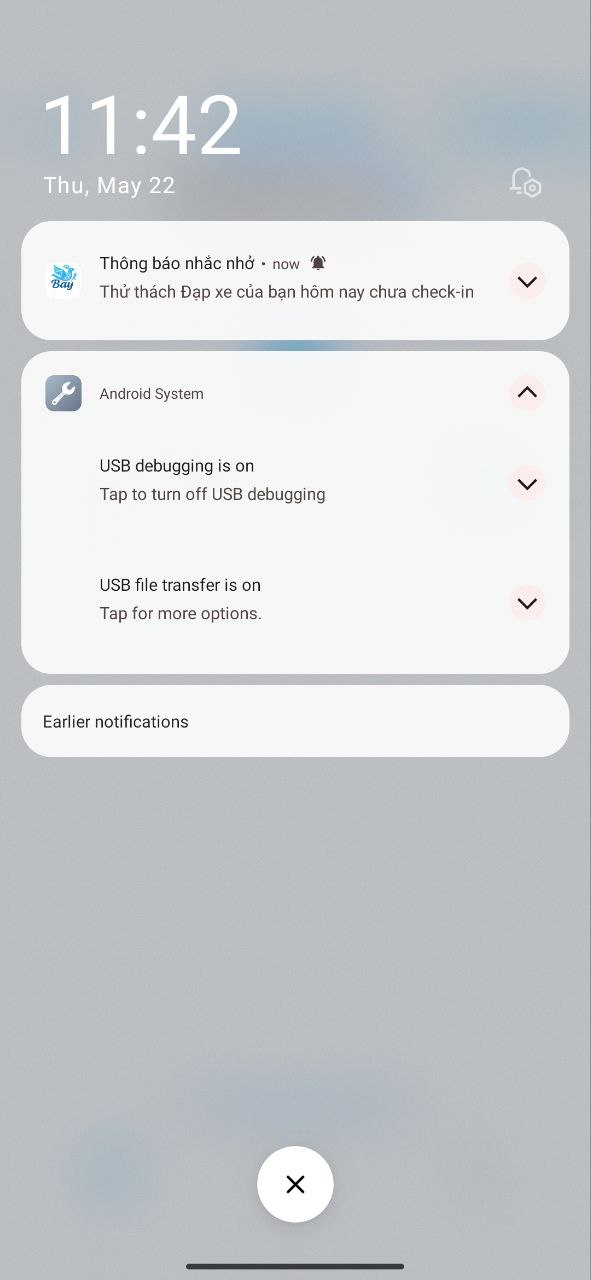 11:42
Thu, May 22
Thông báo nhắc nhở • now
Bay
Thử thách Đạp xe của bạn hôm nay chưa check-in
Android System
USB debugging is on
Tap to turn off USB debugging
USB file transfer is on
Tap for more options.
Earlier notifications